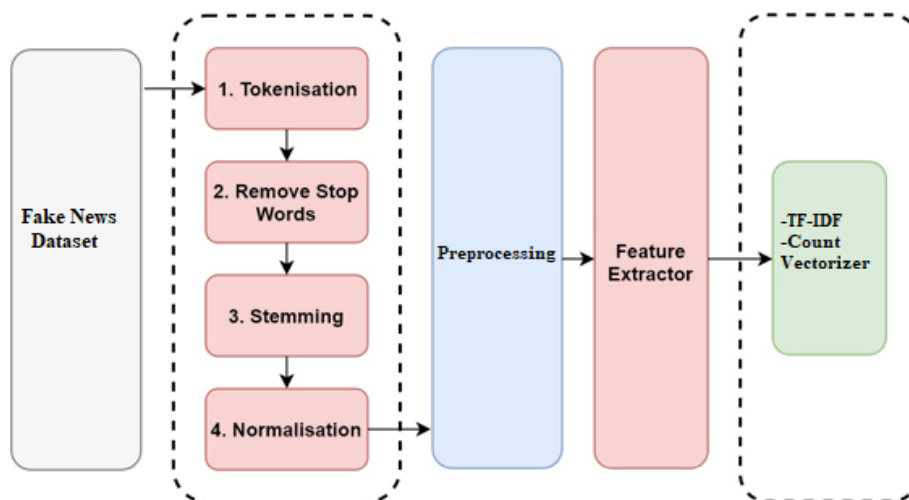 Fake News
Dataset
1. Tokenisation
2. Remove Stop
Words
3. Stemming
4. Normalisation
Preprocessing
Feature
Extractor
-TF-IDF
-Count
Vectorizer